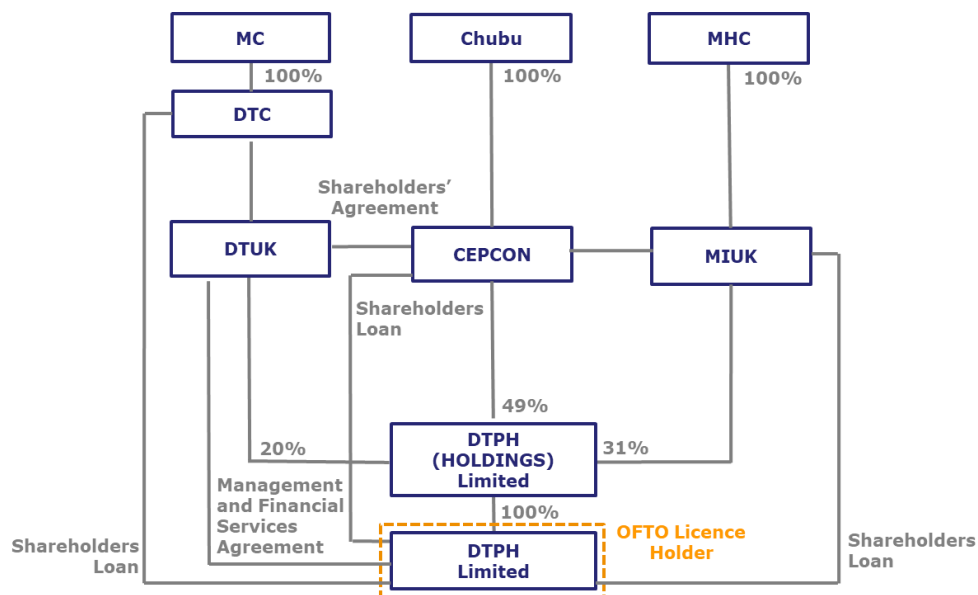 MC
Chubu
MHC
100%
100%
100%
DTC
Shareholders’
Agreement
DTUK
CEPCON
MIUK
Shareholders
Loan
49%
20%
DTPH
(HOLDINGS)
Limited
31%
Management
and Financial
Services
Agreement
100%
OFTO Licence
Holder
Shareholders
Loan
DTPH
Limited
Shareholders
Loan